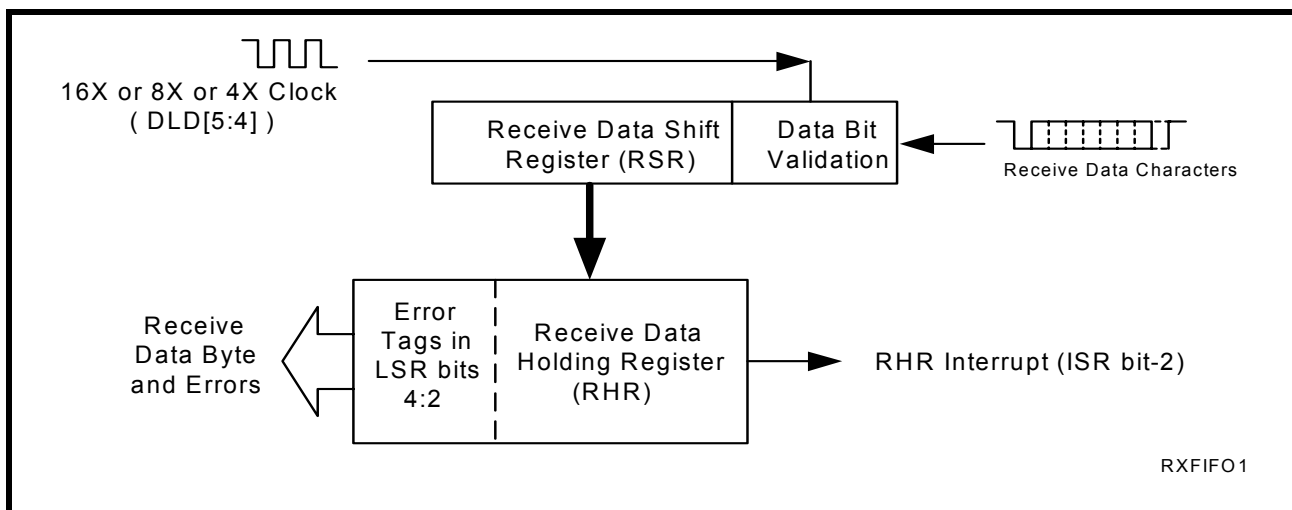 16X or 8X or 4X Clock
( DLD[5:4] )
Receive Data Shift
Register (RSR)
Data Bit
Validation
Receive Data Characters
Receive
Data Byte
and Errors
Error
Tags in
LSR bits
4:2
Receive Data
Holding Register
(RHR)
RHR Interrupt (ISR bit-2)
RXFIFO1